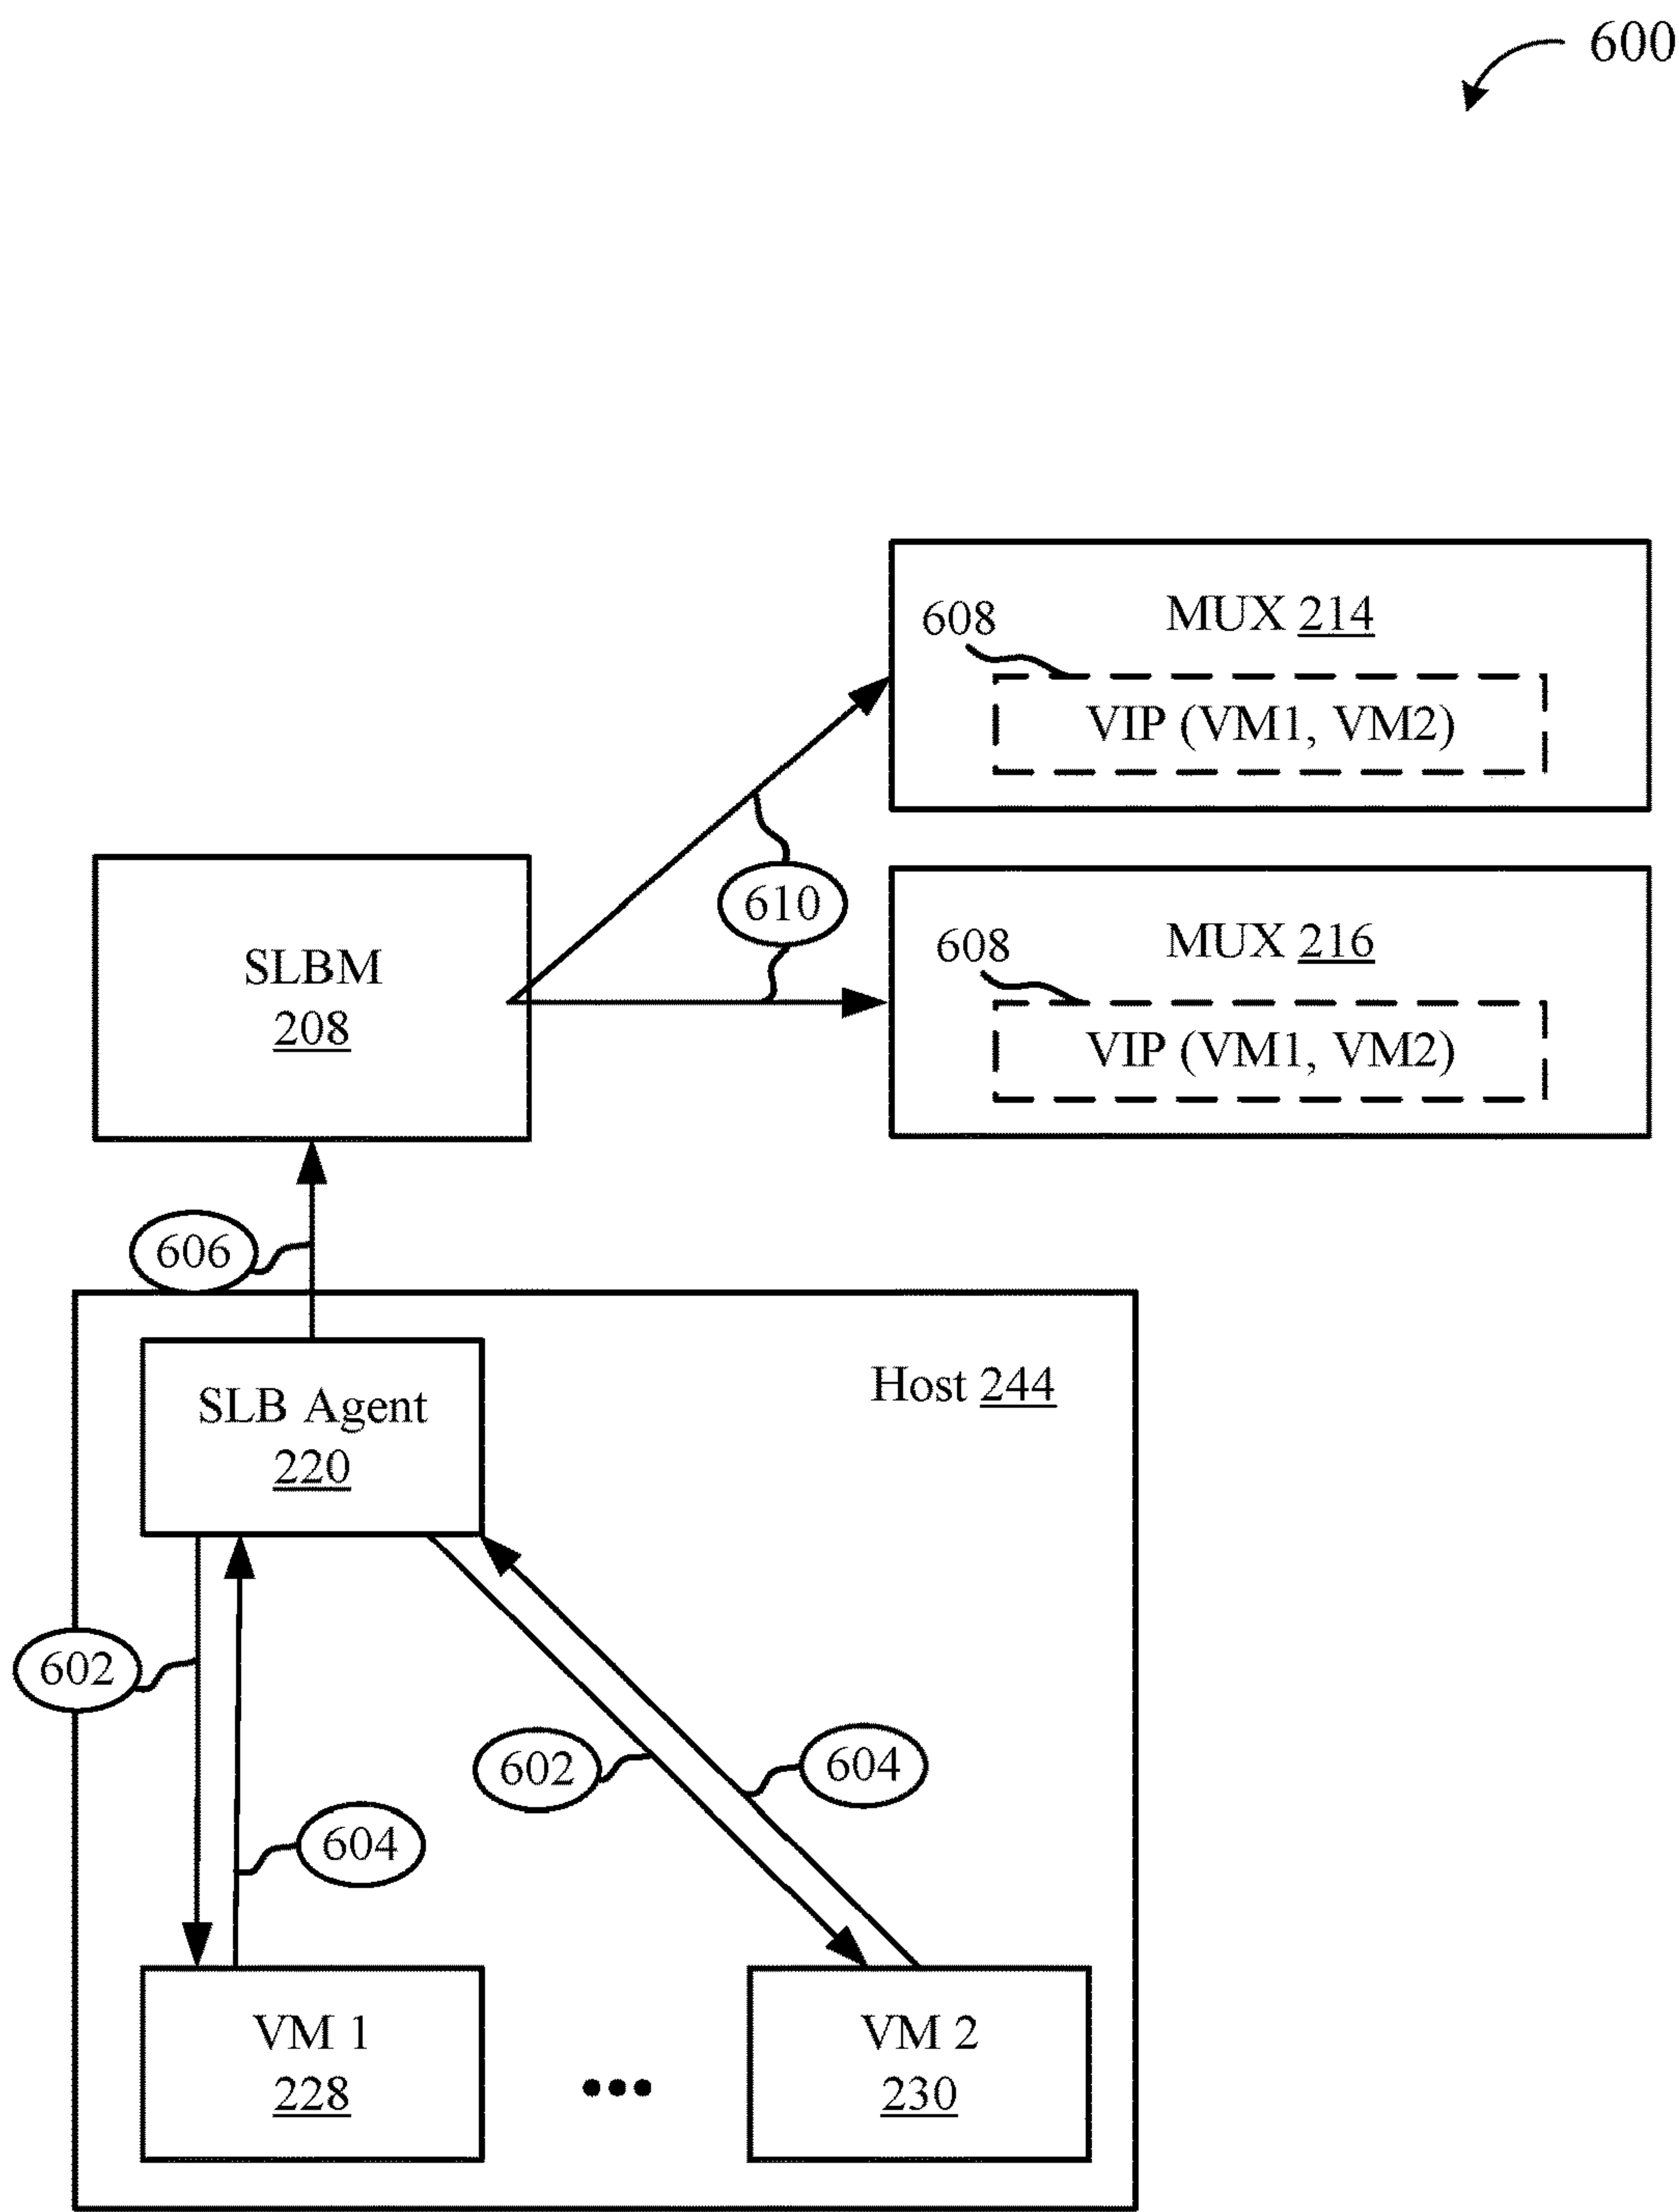 600
MUX 214
608
VIP (VM1, VM2)
610
MUX 216
608
VIP (VM1, VM2)
SLBM
208
606
Host 244
SLB Agent
220
602
602
604
604
VM 1
228
VM 2
230